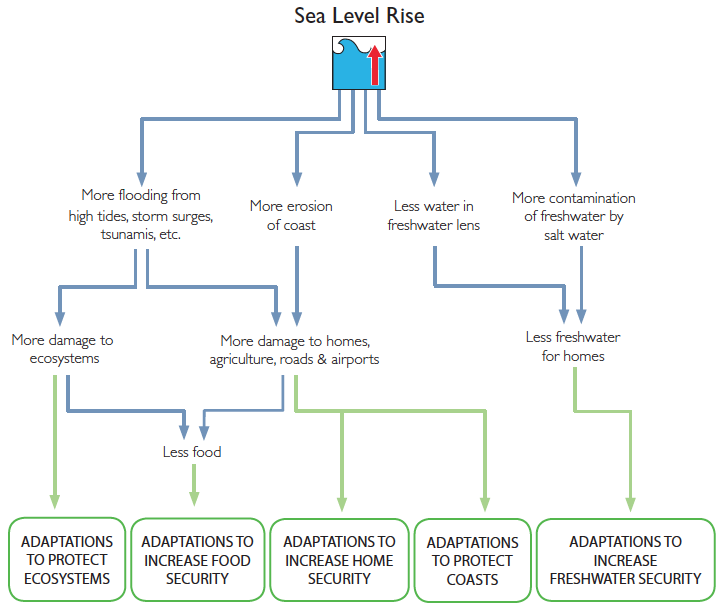 Sea Level Rise
More flooding from
high tides, storm surges,
tsunamis, etc.
More erosion
of coast
Less water in
freshwater lens
More contamination
of freshwater by
salt water
More damage to
ecosystems
More damage to homes,
agriculture, roads & airports
Less freshwater
for homes
Less food
ADAPTATIONS
TO PROTECT
ECOSYSTEMS
ADAPTATIONS TO
INCREASE FOOD
SECURITY
ADAPTATIONS TO
INCREASE HOME
SECURITY
ADAPTATIONS
TO PROTECT
COASTS
ADAPTATIONS TO
INCREASE
FRESHWATER SECURITY